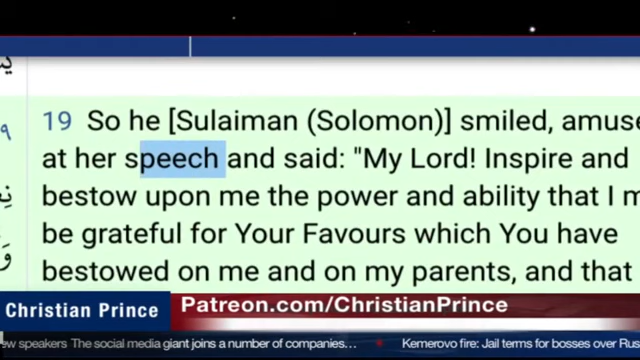 19 So he [Sulaiman (Solomon)] smiled,
at her speech and said: "My Lord! Inspire and
bestow upon me the power and ability that I
be grateful for Your Favours which You have
bestowed on me and on my parents, and that
Christian Prince
Patreon.com/ChristianPrince
speakers The social media giant joins a number of companies... Kemerovo fire: Jail terms for bosses over